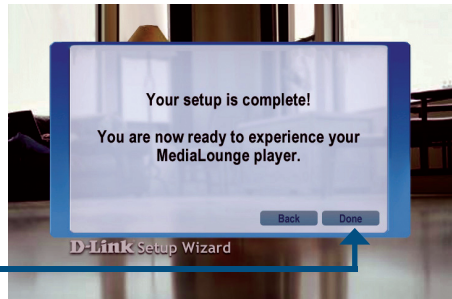 Your setup is complete!
You are now ready to experience your
MediaLounge player.
Back
Done
D-Link Setup Wizard